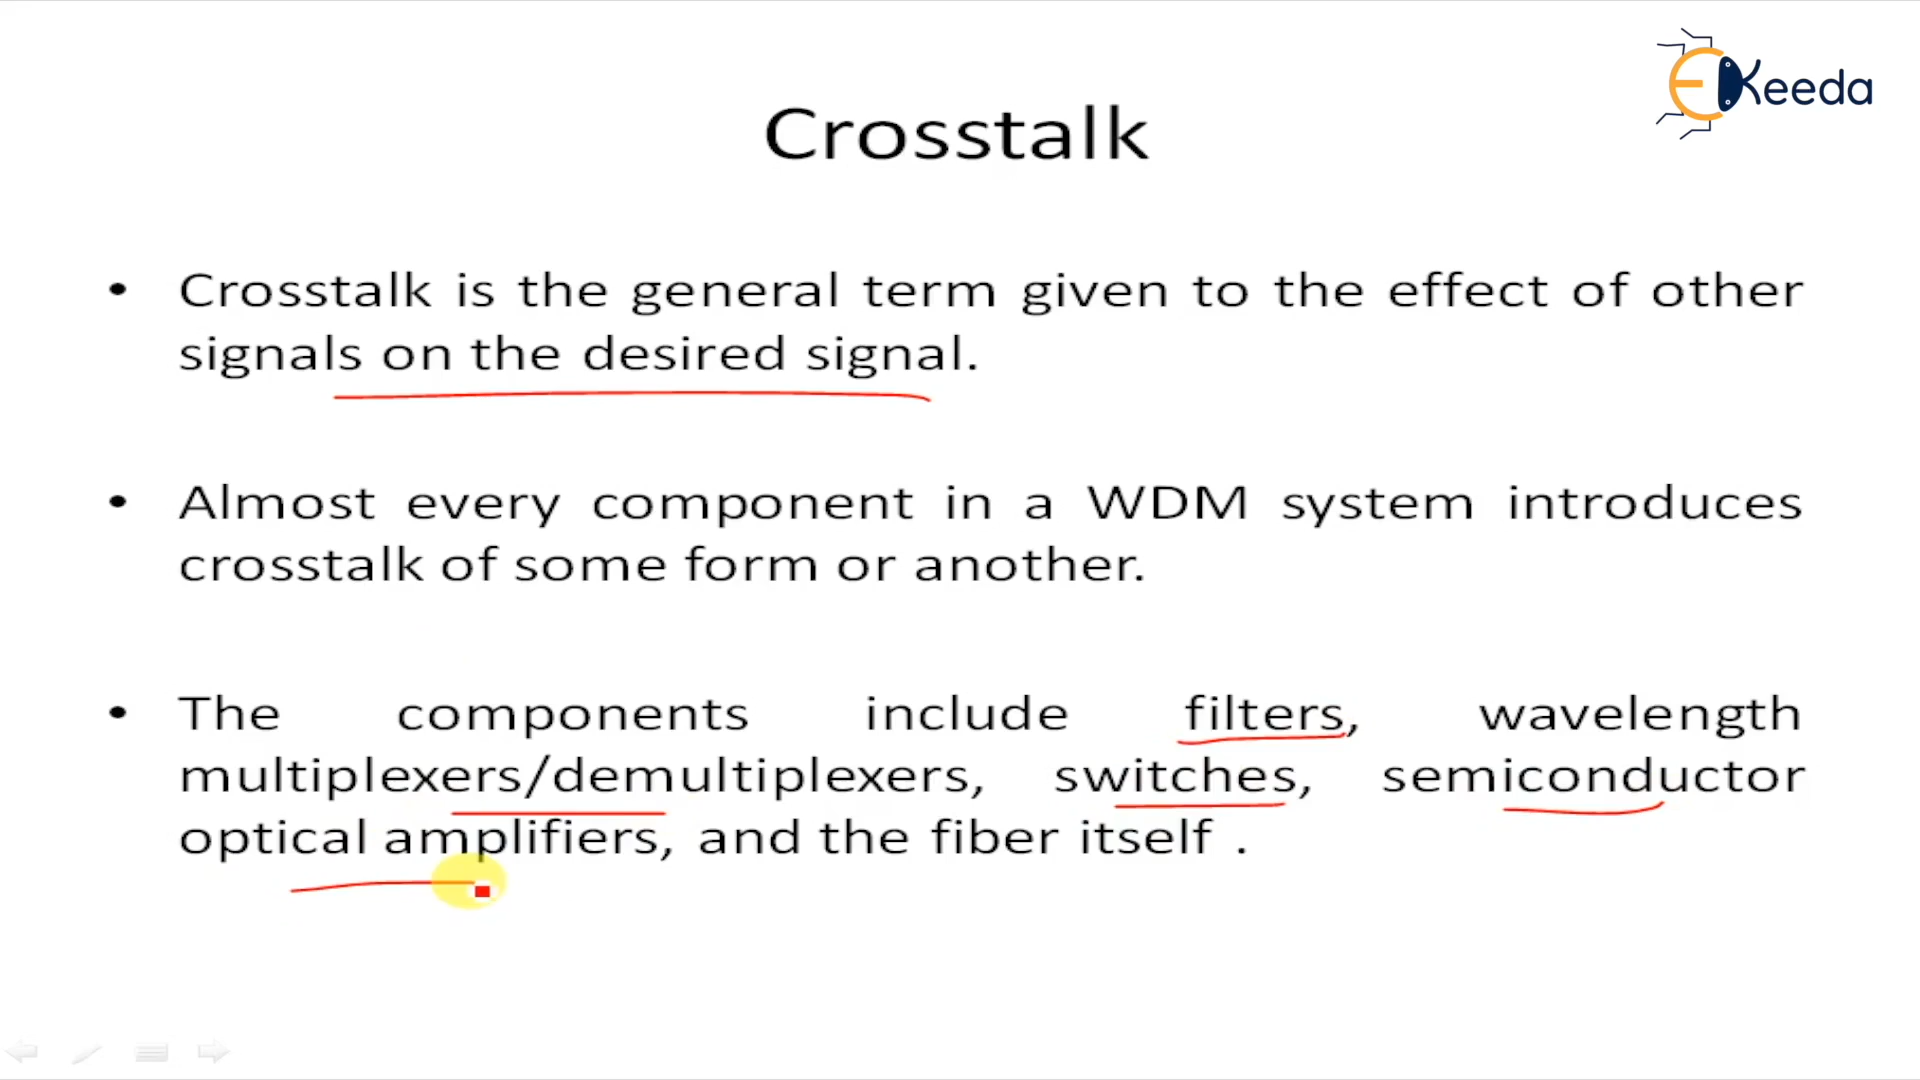 EKeeda
Crosstalk
• Crosstalk is the general term given to the effect of other
signals on the desired signal.
• Almost every component in a WDM system introduces
crosstalk of some form or another.
• The components include filters, wavelength
multiplexers/demultiplexers, switches, semiconductor
optical amplifiers, and the fiber itself .